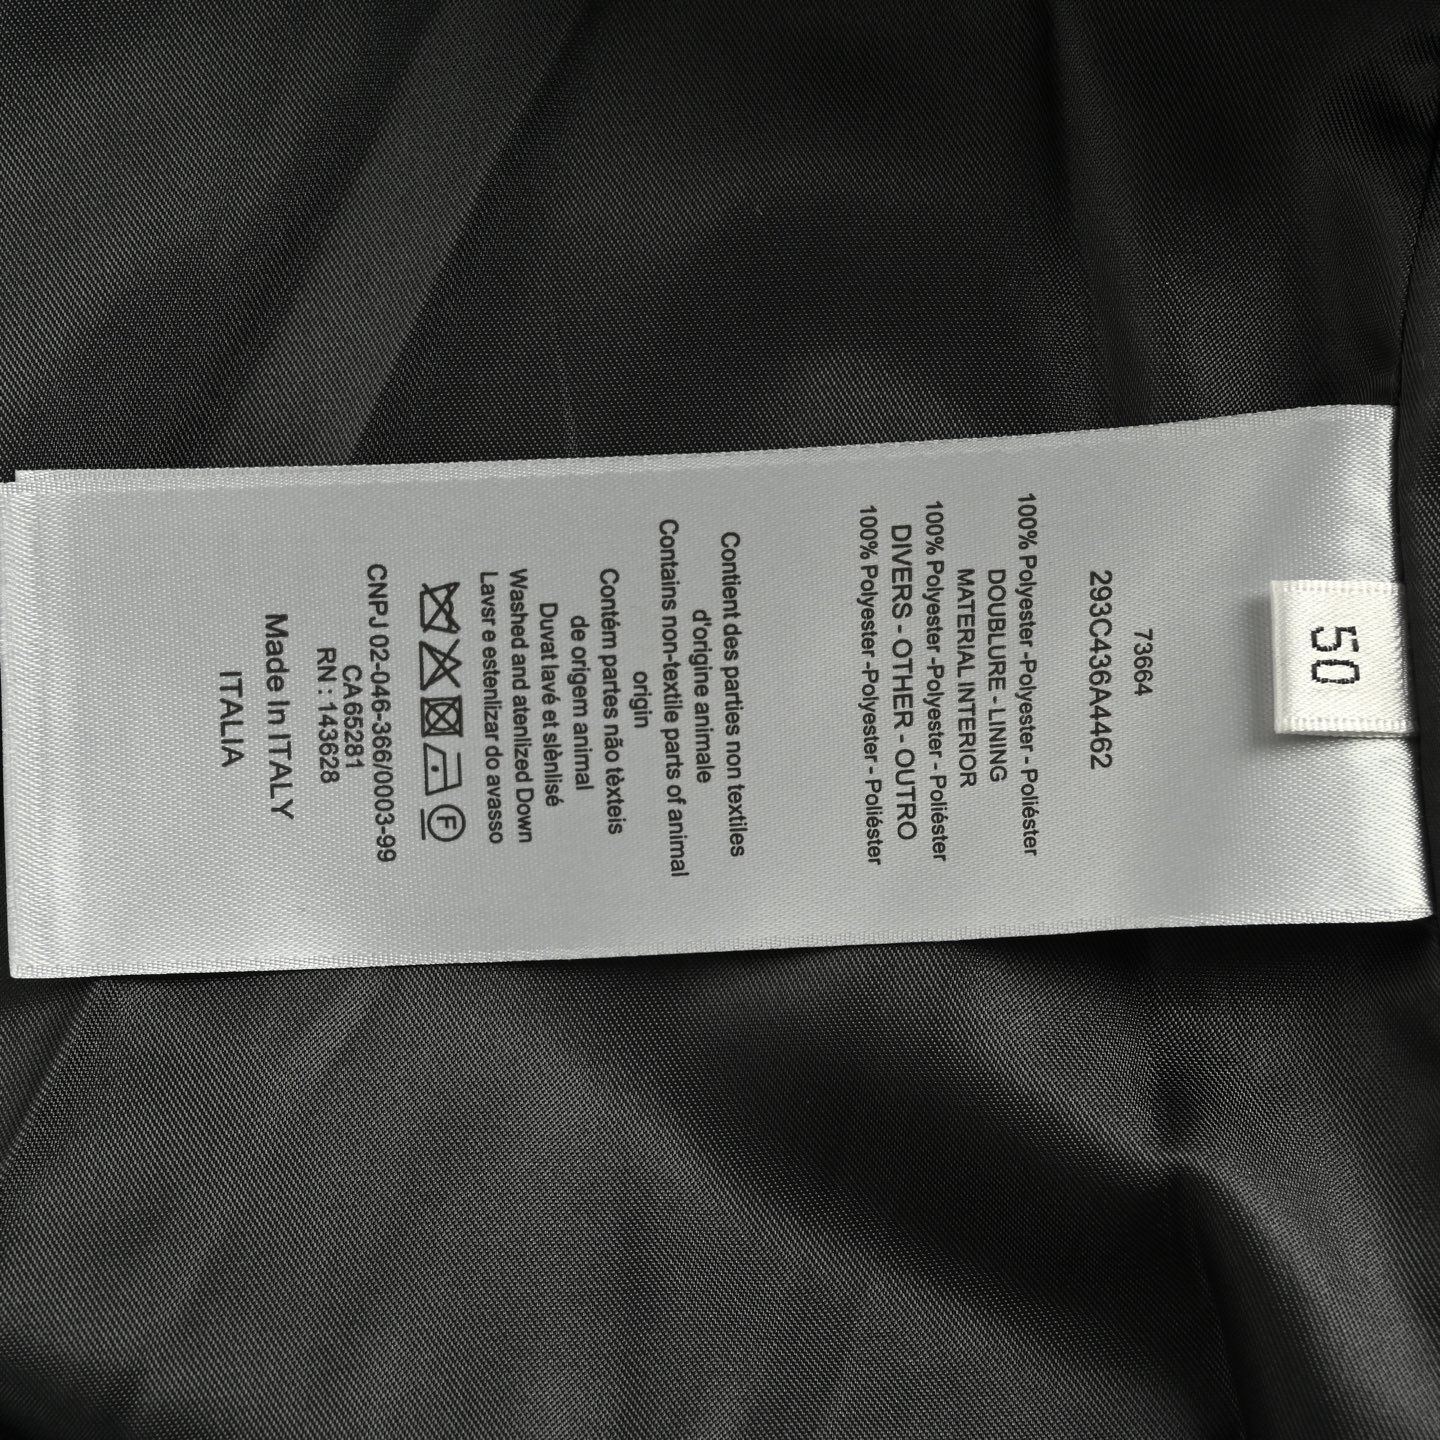 50
73664
293C436A4462
100% Polyester -Polyester - Poliéster
DOUBLURE - LINING
MATERIAL INTERIOR
100% Polyester -Polyester - Poliéster
DIVERS - OTHER - OUTRO
100% Polyester -Polyester - Poliéster
Contient des parties non textiles
d'origine animale
Contains non-textile parts of animal
origin
Contém partes não tèxteis
de origem animal
Duvat lavé et slènlisé
Washed and atenlized Down
Lavsr e estenlizar do avasso
F
CNPJ 02-046-366/0003-99
CA 65281
RN : 143628
Made In ITALY
ITALIA